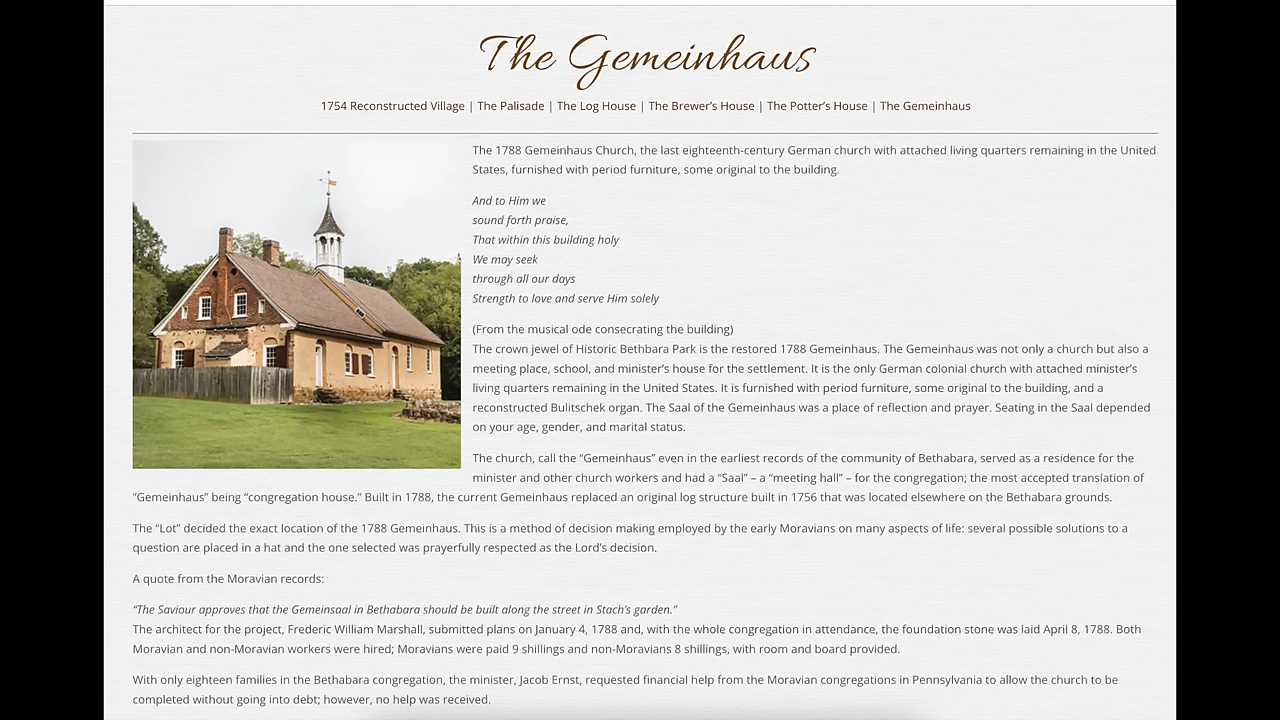 The Gemeinhaus
1754 Reconstructed Village | The Palisade | The Log House | The Brewer's House | The Potter's House | The Gemeinhaus
The 1788 Gemeinhaus Church, the last eighteenth-century German church with attached living quarters remaining in the United
States, furnished with period furniture, some original to the building.
And to Him we
sound forth praise,
That within this building holy
We may seek
through all our days
Strength to love and serve Him solely
(From the musical ode consecrating the building)
The crown jewel of Historic Bethbara Park is the restored 1788 Gemeinhaus. The Gemeinhaus was not only a church but also a
meeting place, school, and minister's house for the settlement. It is the only German colonial church with attached minister's
living quarters remaining in the United States. It is furnished with period furniture, some original to the building, and a
reconstructed Bulitschek organ. The Saal of the Gemeinhaus was a place of reflection and prayer. Seating in the Saal depended
on your age, gender, and marital status.
The church, call the “Gemeinhaus” even in the earliest records of the community of Bethabara, served as a residence for the
minister and other church workers and had a “Saal” – a “meeting hall” – for the congregation; the most accepted translation of
“Gemeinhaus” being “congregation house.” Built in 1788, the current Gemeinhaus replaced an original log structure built in 1756 that was located elsewhere on the Bethabara grounds.
The “Lot” decided the exact location of the 1788 Gemeinhaus. This is a method of decision making employed by the early Moravians on many aspects of life: several possible solutions to a
question are placed in a hat and the one selected was prayerfully respected as the Lord's decision.
A quote from the Moravian records:
“The Saviour approves that the Gemeinsaal in Bethabara should be built along the street in Stach's garden.”
The architect for the project, Frederic William Marshall, submitted plans on January 4, 1788 and, with the whole congregation in attendance, the foundation stone was laid April 8, 1788. Both
Moravian and non-Moravian workers were hired; Moravians were paid 9 shillings and non-Moravians 8 shillings, with room and board provided.
With only eighteen families in the Bethabara congregation, the minister, Jacob Ernst, requested financial help from the Moravian congregations in Pennsylvania to allow the church to be
completed without going into debt; however, no help was received.